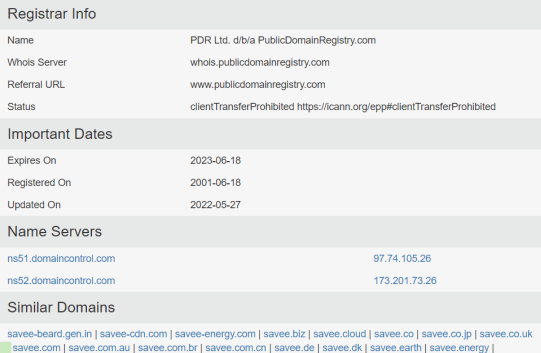 Registrar Info
Name PDR Ltd. d/b/a PublicDomainRegistry.com
Whois Server whois.publicdomainregistry.com
Referral URL www.publicdomainregistry.com
Status clientTransferProhibited https://icann.org/epp#clientTransferProhibited
Important Dates
Expires On 2023-06-18
Registered On 2001-06-18
Updated On 2022-05-27
Name Servers
ns51.domaincontrol.com 97.74.105.26
ns52.domaincontrol.com 173.201.73.26
Similar Domains
savee-beard.gen.in | savee-cdn.com | savee-energy.com | savee.biz | savee.cloud | savee.co | savee.co.jp | savee.co.uk
savee.com | savee.com.au | savee.com.br | savee.com.cn | savee.de | savee.dk | savee.earth | savee.energy |